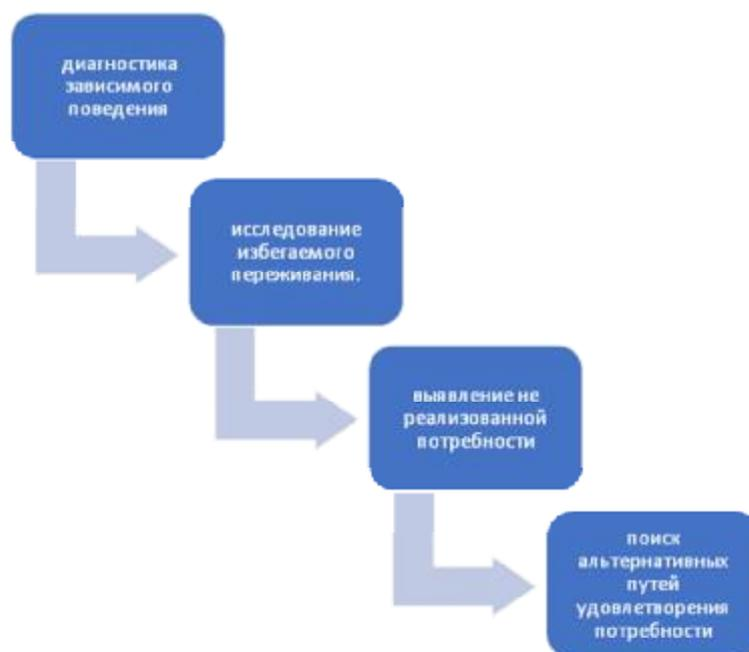 диагностика
зависимого
поведения
исследование
избегаемого
переживания.
выявление не
реализованной
потребности
поиск
альтернативных
путей
удовлетворения
потребности